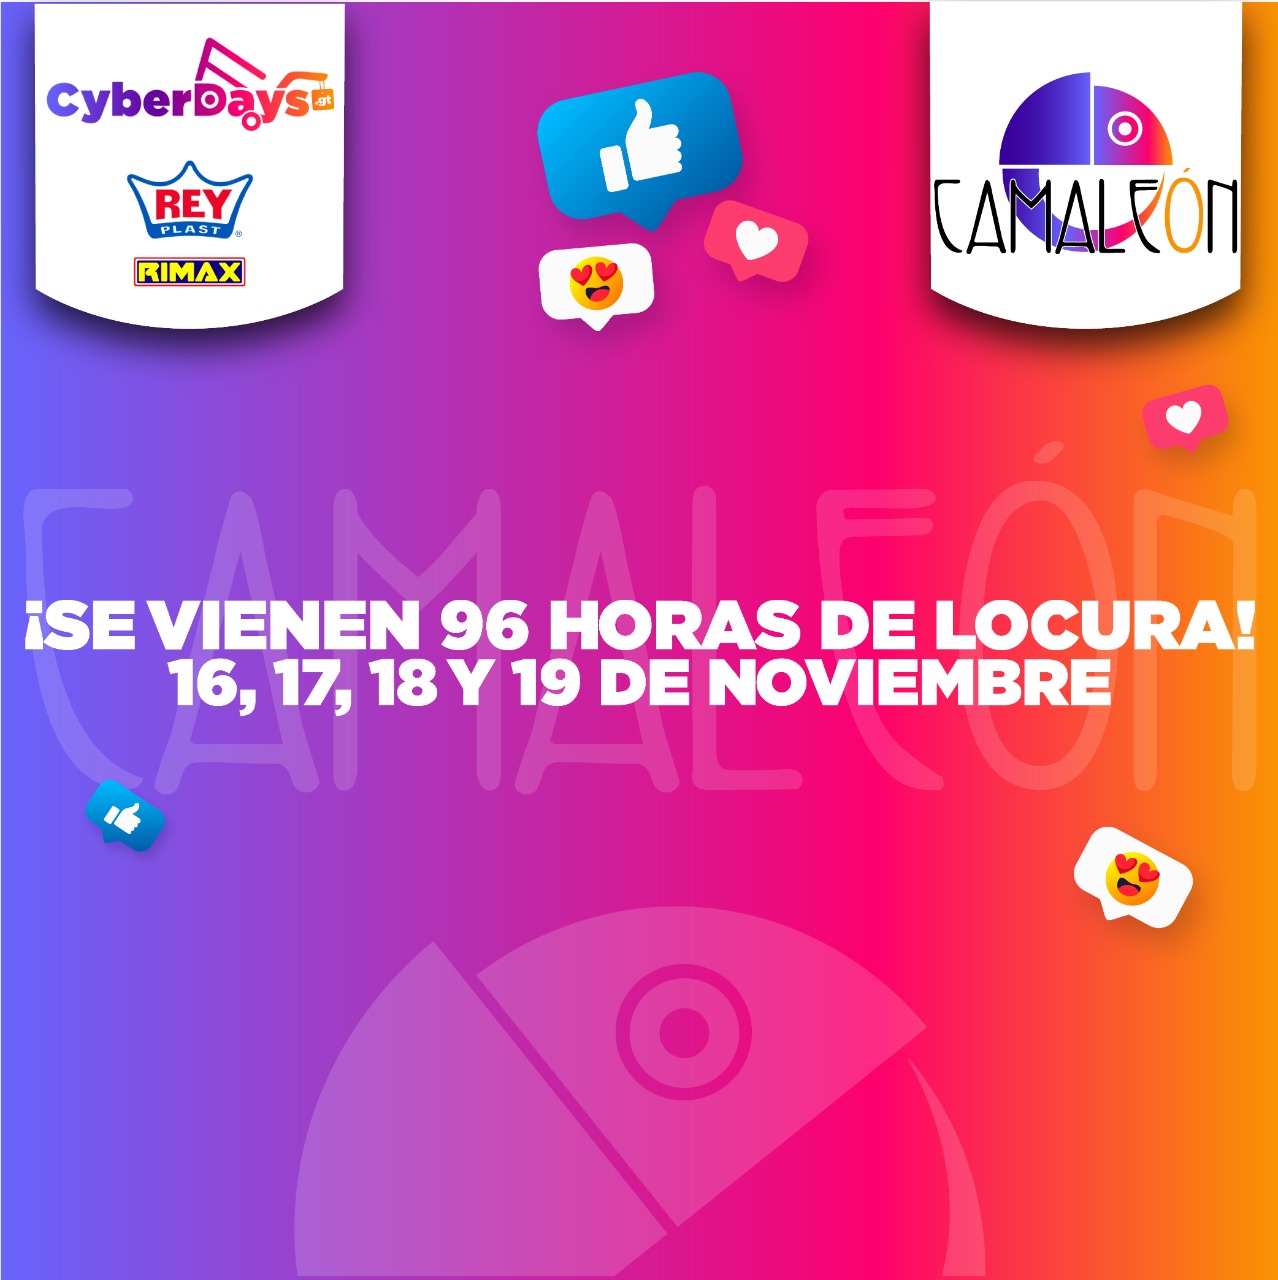 CyberDays.gt
REY
PLAST ®
RIMAX
CAMALEÓN
CAMALEÓN
¡SE VIENEN 96 HORAS DE LOCURA!
16, 17, 18 Y 19 DE NOVIEMBRE